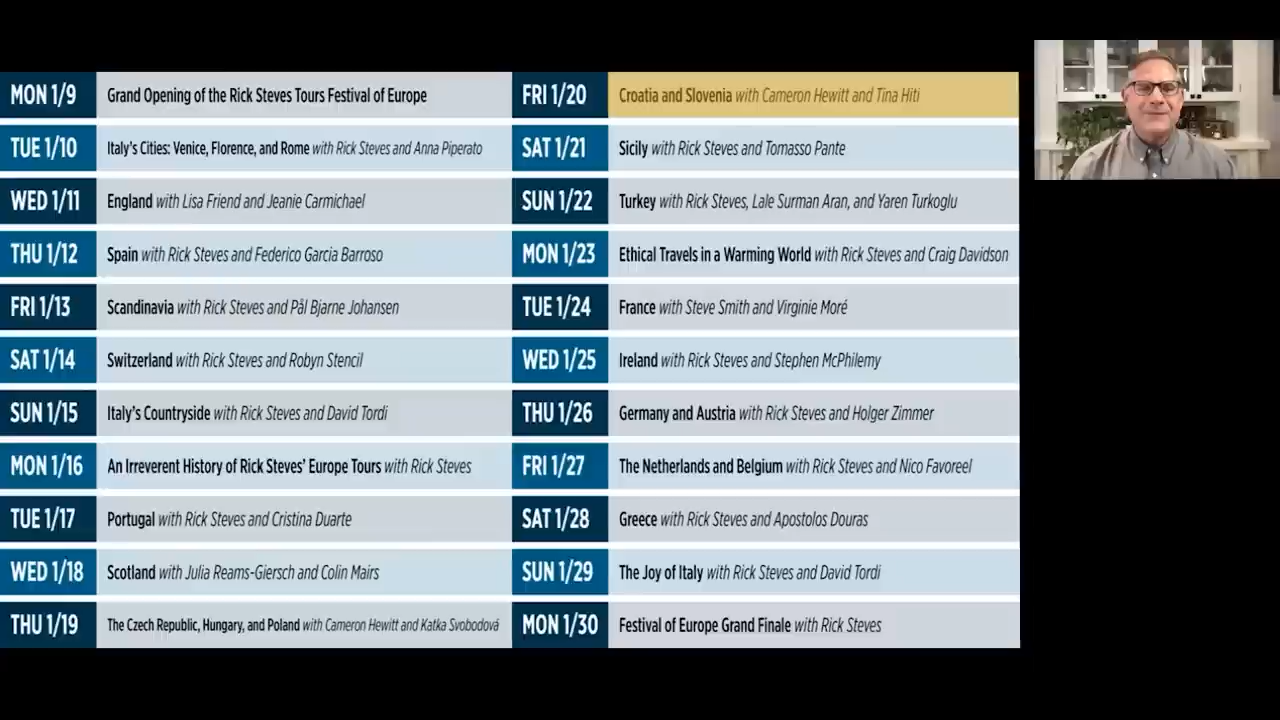 MON 1/9 Grand Opening of the Rick Steves Tours Festival of Europe
TUE 1/10 Italy's Cities: Venice, Florence, and Rome with Rick Steves and Anna Piperato
WED 1/11 England with Lisa Friend and Jeanie Carmichael
THU 1/12 Spain with Rick Steves and Federico Garcia Barroso
FRI 1/13 Scandinavia with Rick Steves and Pål Bjarne Johansen
SAT 1/14 Switzerland with Rick Steves and Robyn Stencil
SUN 1/15 Italy's Countryside with Rick Steves and David Tordi
MON 1/16 An Irreverent History of Rick Steves' Europe Tours with Rick Steves
TUE 1/17 Portugal with Rick Steves and Cristina Duarte
WED 1/18 Scotland with Julia Reams-Giersch and Colin Mairs
THU 1/19 The Czech Republic, Hungary, and Poland with Cameron Hewitt and Katka Svobodová
FRI 1/20 Croatia and Slovenia with Cameron Hewitt and Tina Hiti
SAT 1/21 Sicily with Rick Steves and Tomasso Pante
SUN 1/22 Turkey with Rick Steves, Lale Surman Aran, and Yaren Turkoglu
MON 1/23 Ethical Travels in a Warming World with Rick Steves and Craig Davidson
TUE 1/24 France with Steve Smith and Virginie Moré
WED 1/25 Ireland with Rick Steves and Stephen McPhilemy
THU 1/26 Germany and Austria with Rick Steves and Holger Zimmer
FRI 1/27 The Netherlands and Belgium with Rick Steves and Nico Favoreel
SAT 1/28 Greece with Rick Steves and Apostolos Douras
SUN 1/29 The Joy of Italy with Rick Steves and David Tordi
MON 1/30 Festival of Europe Grand Finale with Rick Steves